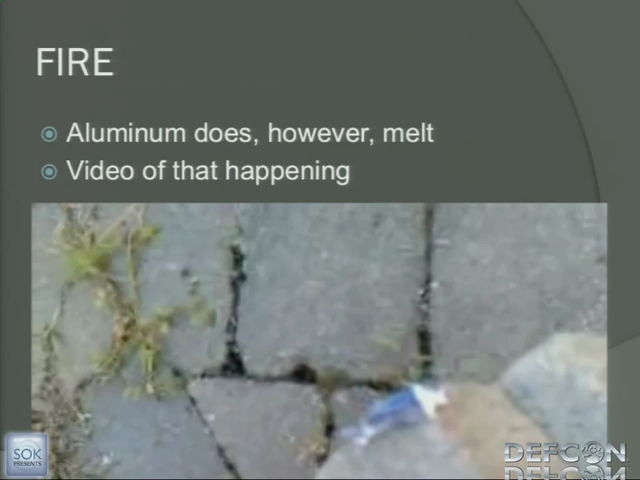 FIRE
Aluminum does, however, melt
Video of that happening
SOK
PRESENTS
DEFCON